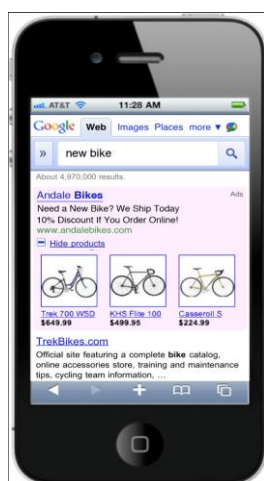 AT&T 11:28 AM
Google Web Images Places more ▼
» new bike
About 4,970,000 results.
Andale Bikes Ads
Need a New Bike? We Ship Today
10% Discount If You Order Online!
www.andalebikes.com
Hide products
Trek 700 WSD KHS Flite 100 Casseroll S
$649.99 $499.95 $224.99
TrekBikes.com
Official site featuring a complete bike catalog,
online accessories store, training and maintenance
tips, cycling team information, ...